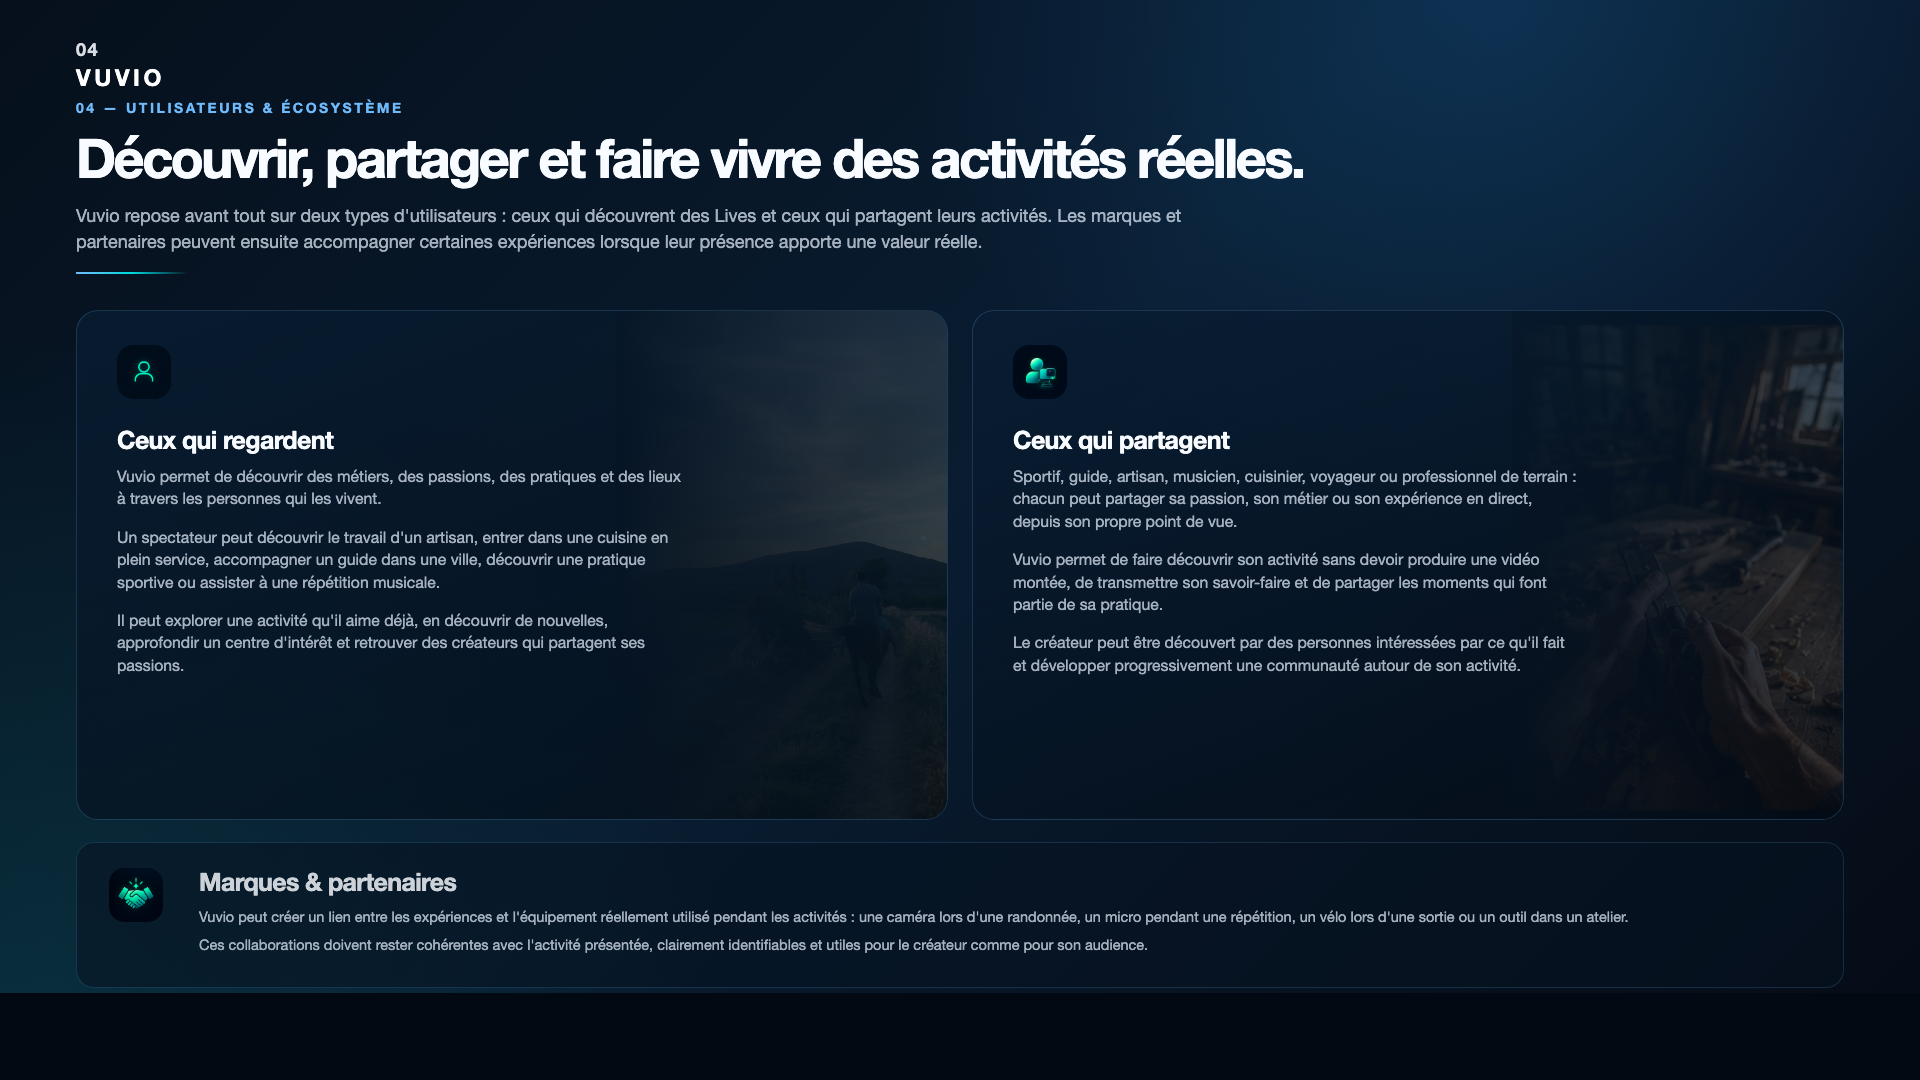 04
VUVIO
04 — UTILISATEURS & ÉCOSYSTÈME
Découvrir, partager et faire vivre des activités réelles.
Vuvio repose avant tout sur deux types d'utilisateurs : ceux qui découvrent des Lives et ceux qui partagent leurs activités. Les marques et
partenaires peuvent ensuite accompagner certaines expériences lorsque leur présence apporte une valeur réelle.
Ceux qui regardent
Vuvio permet de découvrir des métiers, des passions, des pratiques et des lieux
à travers les personnes qui les vivent.
Un spectateur peut découvrir le travail d'un artisan, entrer dans une cuisine en
plein service, accompagner un guide dans une ville, découvrir une pratique
sportive ou assister à une répétition musicale.
Il peut explorer une activité qu'il aime déjà, en découvrir de nouvelles,
approfondir un centre d'intérêt et retrouver des créateurs qui partagent ses
passions.
Ceux qui partagent
Sportif, guide, artisan, musicien, cuisinier, voyageur ou professionnel de terrain :
chacun peut partager sa passion, son métier ou son expérience en direct,
depuis son propre point de vue.
Vuvio permet de faire découvrir son activité sans devoir produire une vidéo
montée, de transmettre son savoir-faire et de partager les moments qui font
partie de sa pratique.
Le créateur peut être découvert par des personnes intéressées par ce qu'il fait
et développer progressivement une communauté autour de son activité.
Marques & partenaires
Vuvio peut créer un lien entre les expériences et l'équipement réellement utilisé pendant les activités : une caméra lors d'une randonnée, un micro pendant une répétition, un vélo lors d'une sortie ou un outil dans un atelier.
Ces collaborations doivent rester cohérentes avec l'activité présentée, clairement identifiables et utiles pour le créateur comme pour son audience.